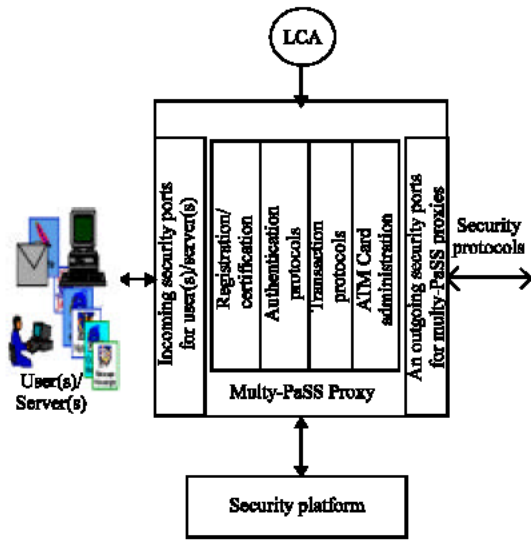 LCA
Incoming security ports
for user(s)/server(s)
Registration/
certification
Authentication
protocols
Transaction
protocols
ATM Card
administration
An outgoing security ports
for multy-PaSS proxies
Security
protocols
User(s)/
Server(s)
Multy-PaSS Proxy
Security platform